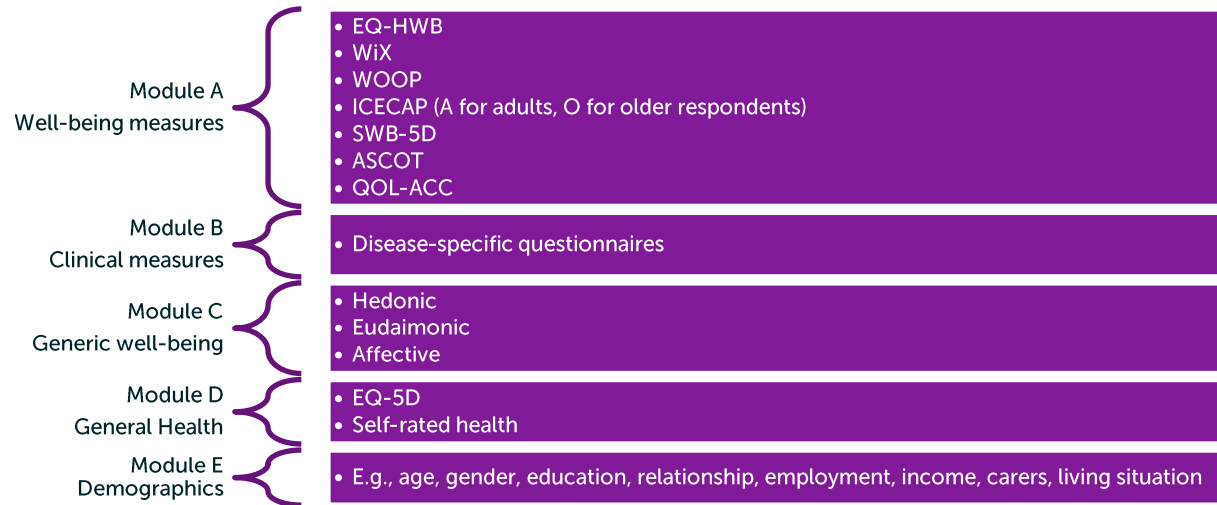 Module A
Well-being measures
• EQ-HWB
• WiX
• WOOP
• ICECAP (A for adults, O for older respondents)
• SWB-5D
• ASCOT
• QOL-ACC
Module B
Clinical measures
• Disease-specific questionnaires
Module C
Generic well-being
• Hedonic
• Eudaimonic
• Affective
Module D
General Health
• EQ-5D
• Self-rated health
Module E
Demographics
• E.g., age, gender, education, relationship, employment, income, carers, living situation